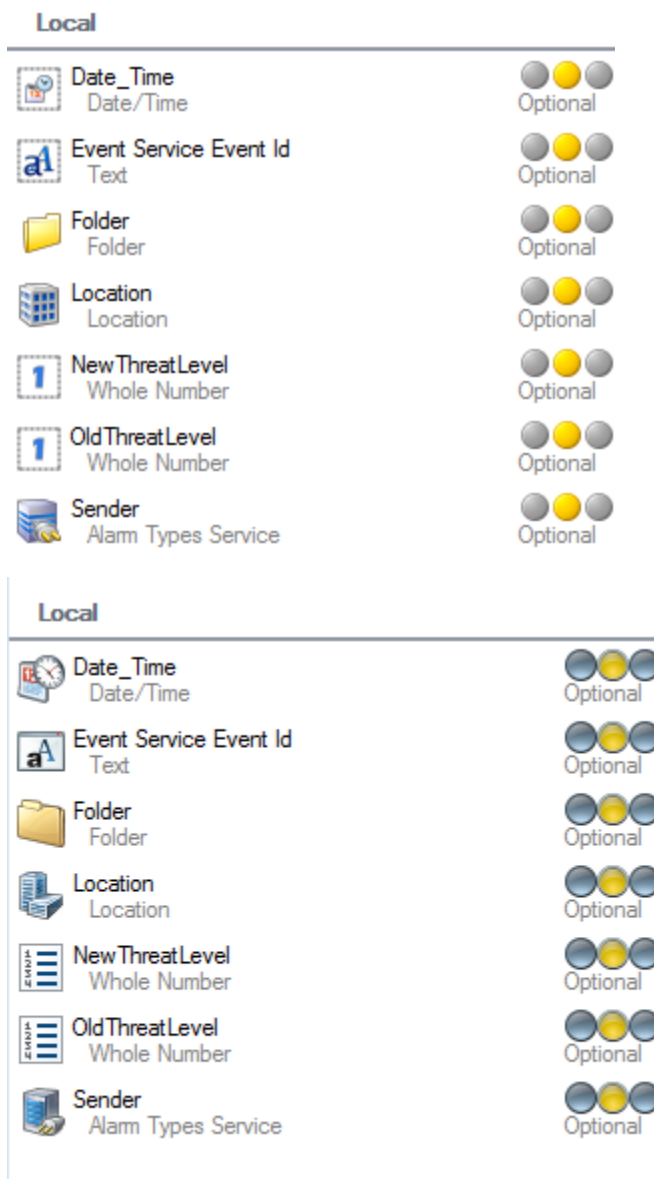 Local
Date_Time
Date/Time
Optional
Event Service Event Id
Text
Optional
Folder
Folder
Optional
Location
Location
Optional
NewThreatLevel
Whole Number
Optional
OldThreatLevel
Whole Number
Optional
Sender
Alarm Types Service
Optional
Local
Date_Time
Date/Time
Optional
Event Service Event Id
Text
Optional
Folder
Folder
Optional
Location
Location
Optional
NewThreatLevel
Whole Number
Optional
OldThreatLevel
Whole Number
Optional
Sender
Alarm Types Service
Optional